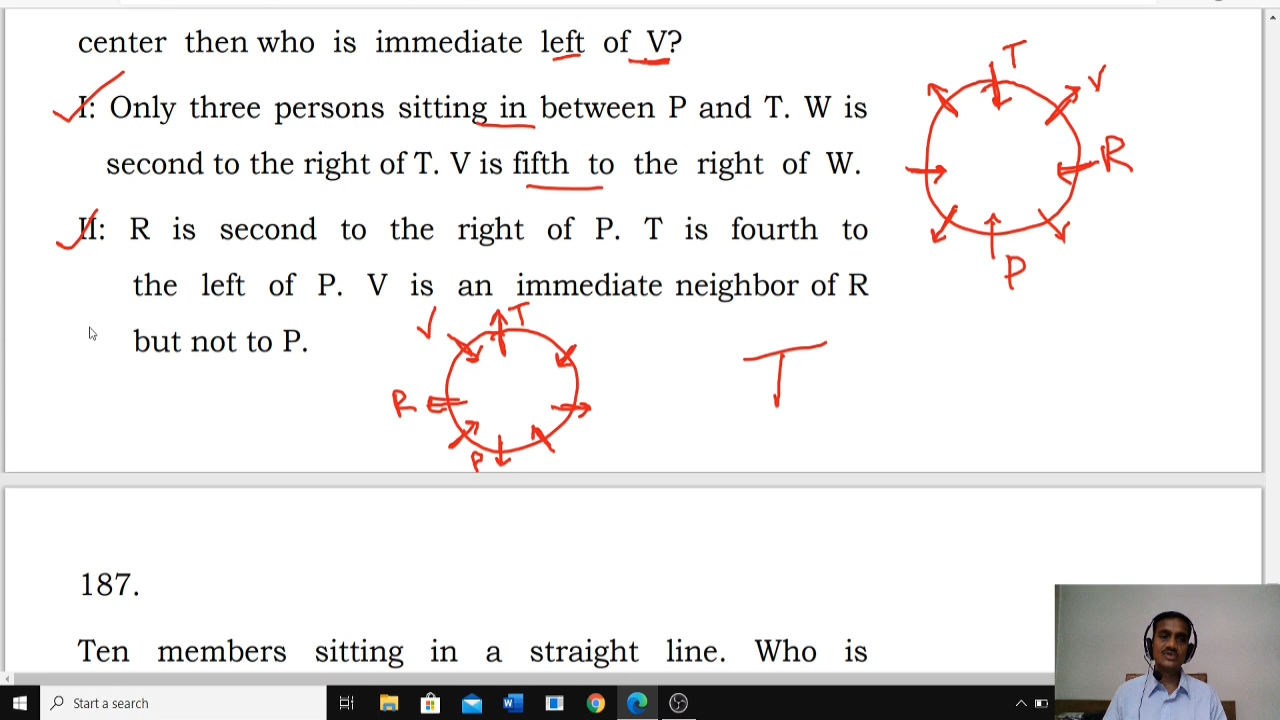 center then who is immediate left of V?
I: Only three persons sitting in between P and T. W is
second to the right of T. V is fifth to the right of W.
II: R is second to the right of P. T is fourth to
the left of P. V is an immediate neighbor of R
but not to P.
T
V
R
P
T
V
R
P
T
187.
Ten members sitting in a straight line. Who is
Start search